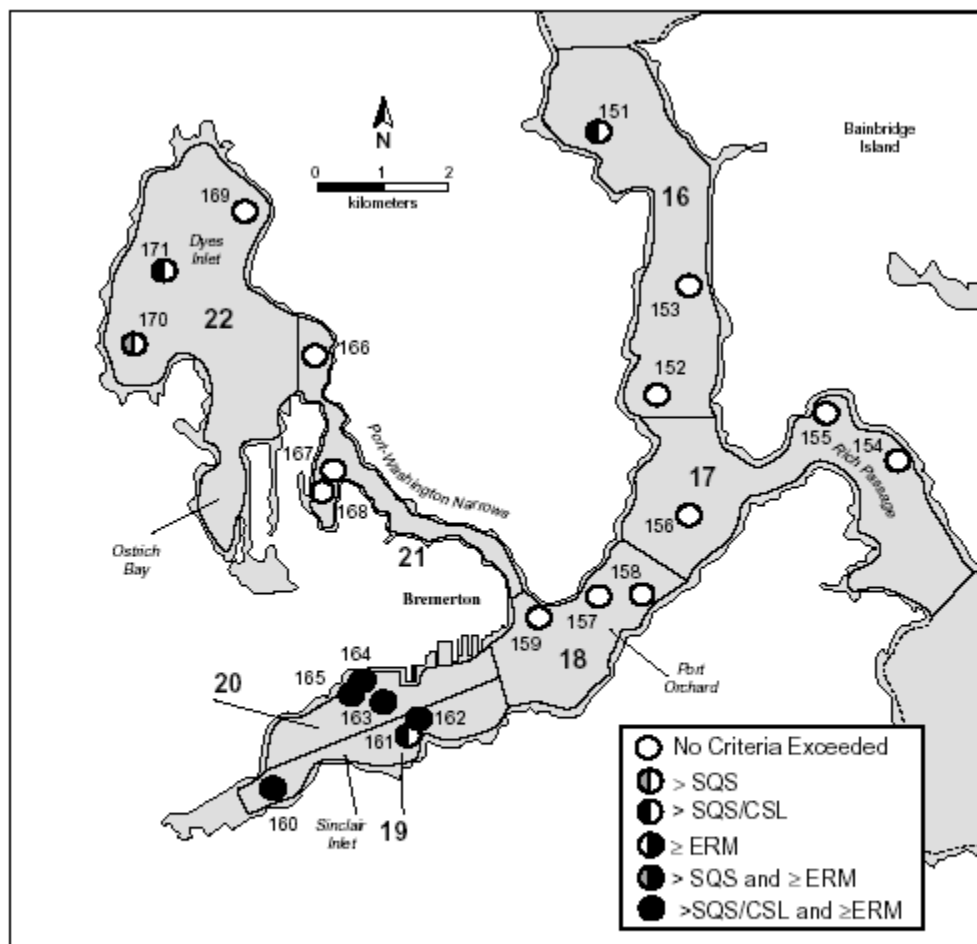 151
Bainbridge
Island
N
0 1 2
kilometers
16
169
Dyes
Inlet
171
153
170
22
166
152
155
154
Rich Passage
167
Port Washington Narrows
17
168
156
Ostrich
Bay
21
158
Bremerton
157
159
18
164
Port
Orchard
20
165
163
162
161
160
Sinclair
Inlet
19
No Criteria Exceeded
> SQS
> SQS/CSL
≥ ERM
> SQS and ≥ ERM
>SQS/CSL and ≥ERM